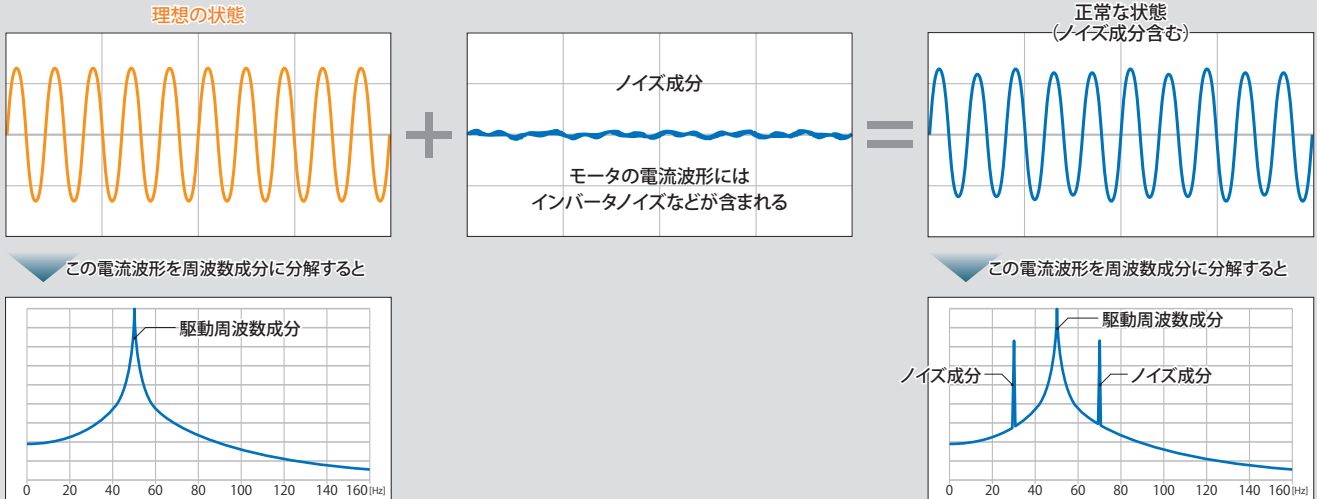 理想の状態
ノイズ成分
モータの電流波形には
インバータノイズなどが含まれる
正常な状態
(ノイズ成分含む)
この電流波形を周波数成分に分解すると
この電流波形を周波数成分に分解すると
駆動周波数成分
0 20 40 60 80 100 120 140 160[Hz]
駆動周波数成分
ノイズ成分
ノイズ成分
0 20 40 60 80 100 120 140 160[Hz]